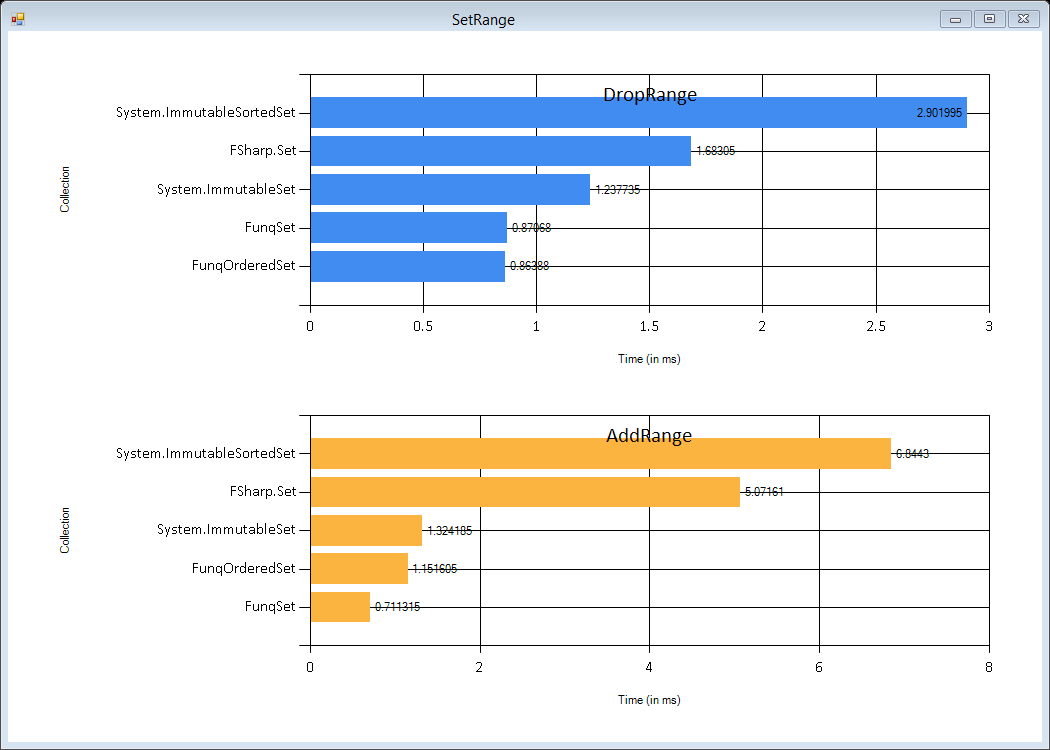 SetRange
DropRange
System.ImmutableSortedSet
2.901995
FSharp.Set
1.68305
System.ImmutableSet
1.237735
FunqSet
0.87068
FunqOrderedSet
0.86388
Collection
0 0.5 1 1.5 2 2.5 3
Time (in ms)
AddRange
System.ImmutableSortedSet
6.8443
FSharp.Set
5.07161
System.ImmutableSet
1.324185
FunqOrderedSet
1.151605
FunqSet
0.711315
Collection
0 2 4 6 8
Time (in ms)